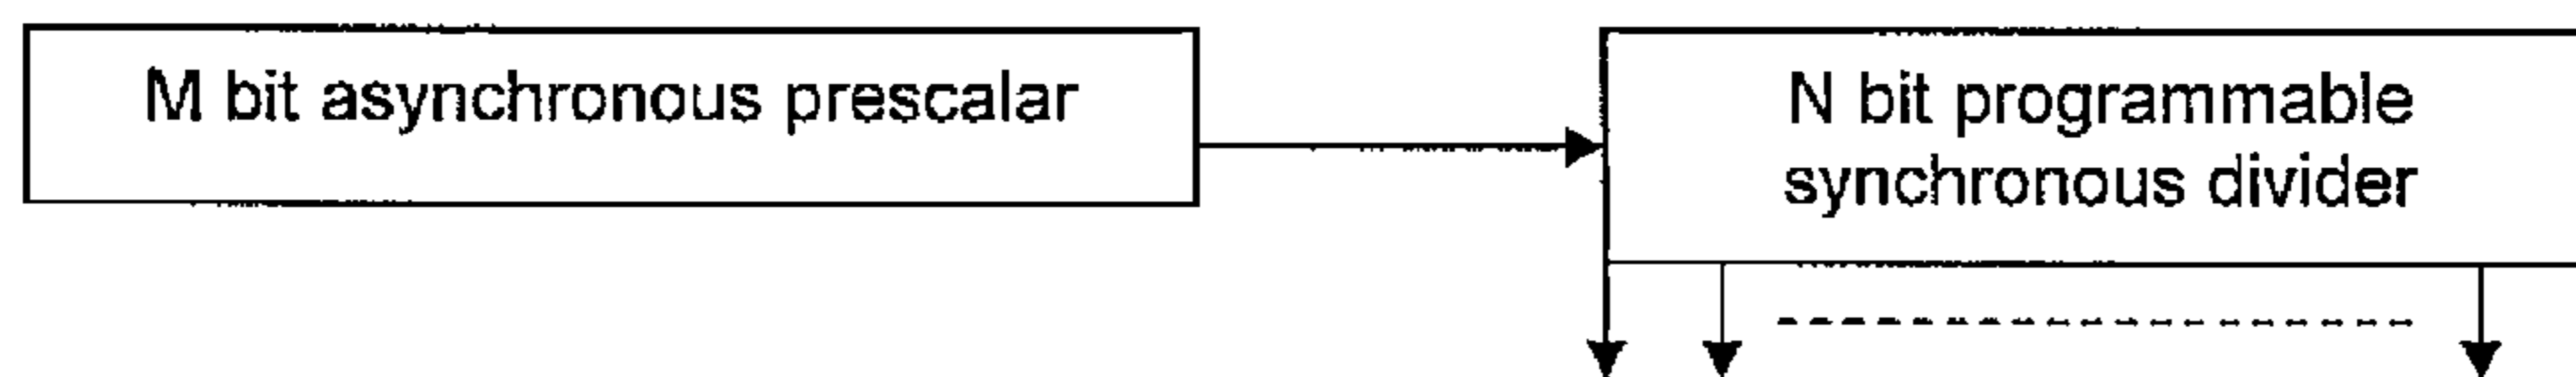 M bit asynchronous prescalar
N bit programmable
synchronous divider